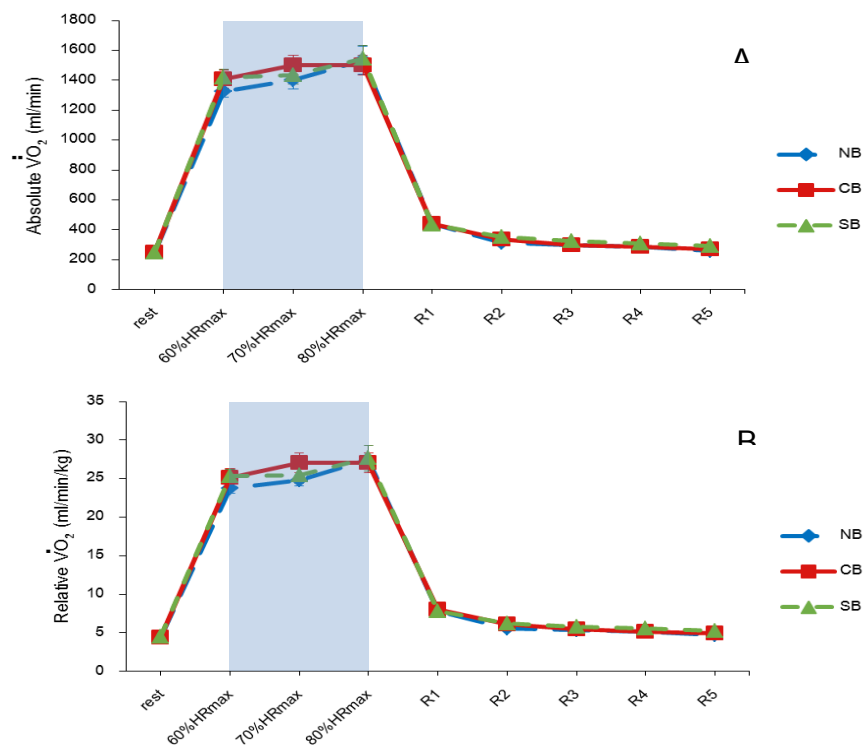 A
Absolute V̈O₂ (ml/min)
1800
1600
1400
1200
1000
800
600
400
200
0
rest
60%HRmax
70%HRmax
80%HRmax
R1
R2
R3
R4
R5
NB
CB
SB
B
Relative V̇O₂ (ml/min/kg)
35
30
25
20
15
10
5
0
rest
60%HRmax
70%HRmax
80%HRmax
R1
R2
R3
R4
R5
NB
CB
SB